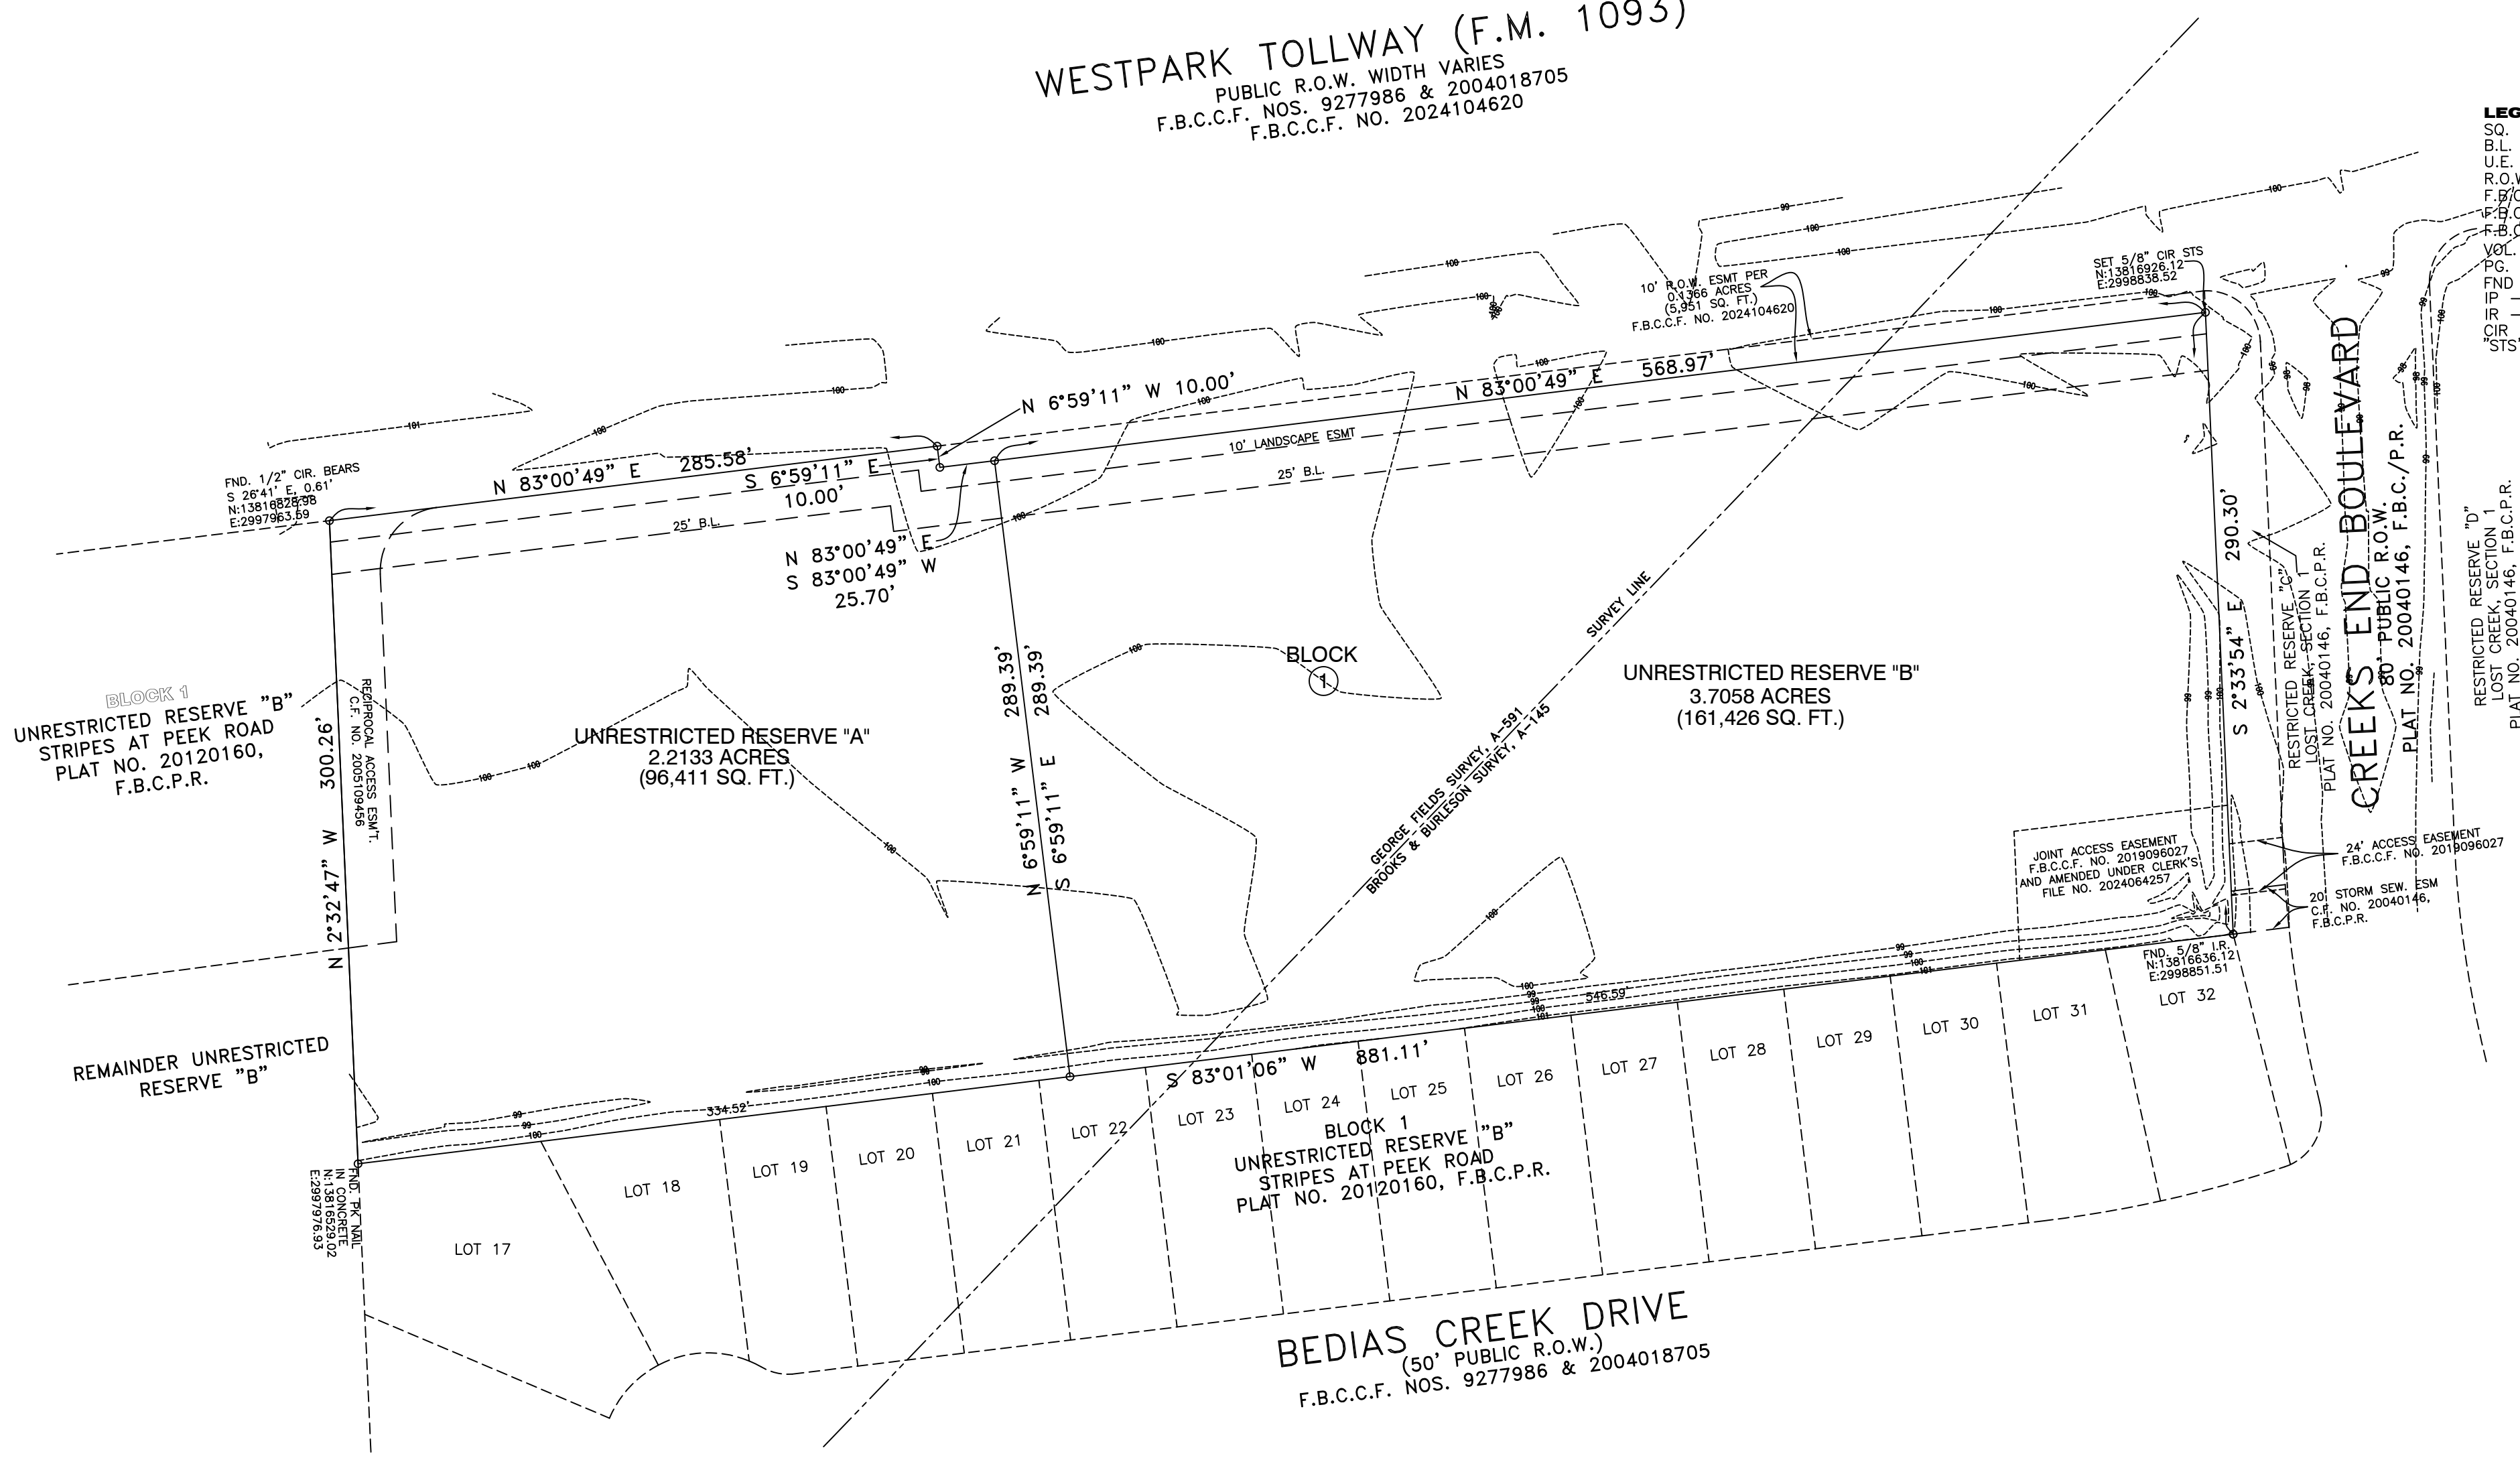 WESTPARK TOLLWAY (F.M. 1093)
PUBLIC R.O.W. WIDTH VARIES
F.B.C.C.F. NOS. 9277986 & 2004018705
F.B.C.C.F. NO. 2024104620
LEG
SQ.
B.L.
U.E.
R.O.W
F.B.C
F.B.C
F.B.C
VOL.
PG.
FND
IP
IR
CIR
"STS"
SET 5/8" CIR STS
N:13816926.12
E:2998838.52
10' R.O.W. ESMT PER
0.1366 ACRES
(5,951 SQ. FT.)
F.B.C.C.F. NO. 2024104620
N 6°59'11" W 10.00'
N 83°00'49" E 568.97'
10' LANDSCAPE ESMT
25' B.L.
FND. 1/2" CIR. BEARS
S 26°41' E, 0.61'
N:13816828.98
E:2997963.59
N 83°00'49" E 285.58'
S 6°59'11" E
10.00'
25' B.L.
N 83°00'49" E
S 83°00'49" W
25.70'
BLOCK 1
UNRESTRICTED RESERVE "B"
STRIPES AT PEEK ROAD
PLAT NO. 20120160,
F.B.C.P.R.
N 2°32'47" W 300.26'
RECIPROCAL ACCESS ESM'T.
C.F. NO. 2005109456
UNRESTRICTED RESERVE "A"
2.2133 ACRES
(96,411 SQ. FT.)
N 6°59'11" W 289.39'
S 6°59'11" E 289.39'
BLOCK
1
SURVEY LINE
GEORGE FIELDS SURVEY, A-591
BROOKS & BURLESON SURVEY, A-145
UNRESTRICTED RESERVE "B"
3.7058 ACRES
(161,426 SQ. FT.)
S 2°33'54" E 290.30'
RESTRICTED RESERVE "C"
LOST CREEK, SECTION 1
PLAT NO. 20040146, F.B.C.P.R.
CREEKS END BOULEVARD
80' PUBLIC R.O.W.
PLAT NO. 20040146, F.B.C./P.R.
RESTRICTED RESERVE "D"
LOST CREEK, SECTION 1
PLAT NO. 20040146, F.B.C.P.R.
JOINT ACCESS EASEMENT
F.B.C.C.F. NO. 2019096027
AND AMENDED UNDER CLERK'S
FILE NO. 2024064257
24' ACCESS EASEMENT
F.B.C.C.F. NO. 2019096027
20' STORM SEW. ESM
C.F. NO. 20040146,
F.B.C.P.R.
FND. 5/8" I.R.
N:13816636.12
E:2998851.51
REMAINDER UNRESTRICTED
RESERVE "B"
FND. PK NAIL
IN CONCRETE
N:13816529.02
E:2997976.93
334.52'
546.59'
S 83°01'06" W 881.11'
LOT 17
LOT 18
LOT 19
LOT 20
LOT 21
LOT 22
LOT 23
LOT 24
LOT 25
LOT 26
LOT 27
LOT 28
LOT 29
LOT 30
LOT 31
LOT 32
BLOCK 1
UNRESTRICTED RESERVE "B"
STRIPES AT PEEK ROAD
PLAT NO. 20120160, F.B.C.P.R.
BEDIAS CREEK DRIVE
(50' PUBLIC R.O.W.)
F.B.C.C.F. NOS. 9277986 & 2004018705